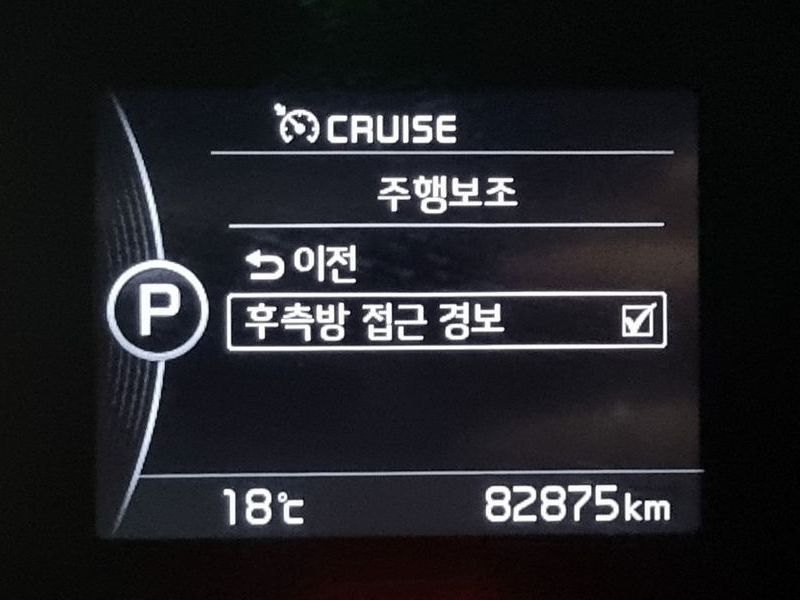 CRUISE
주행보조
이전
P
후측방 접근 경보
18℃ 82875km